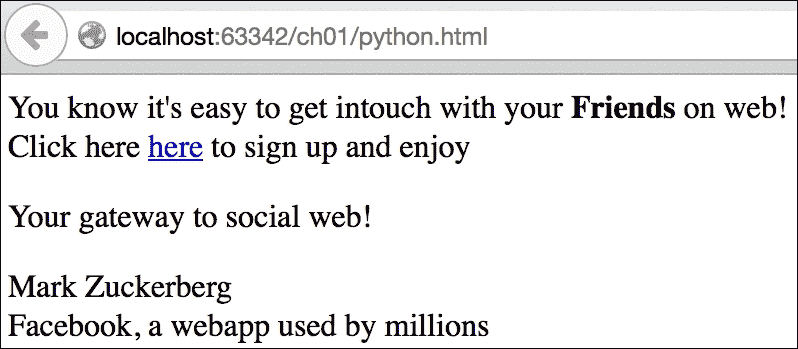 localhost:63342/ch01/python.html
You know it's easy to get intouch with your Friends on web!
Click here here to sign up and enjoy
Your gateway to social web!
Mark Zuckerberg
Facebook, a webapp used by millions